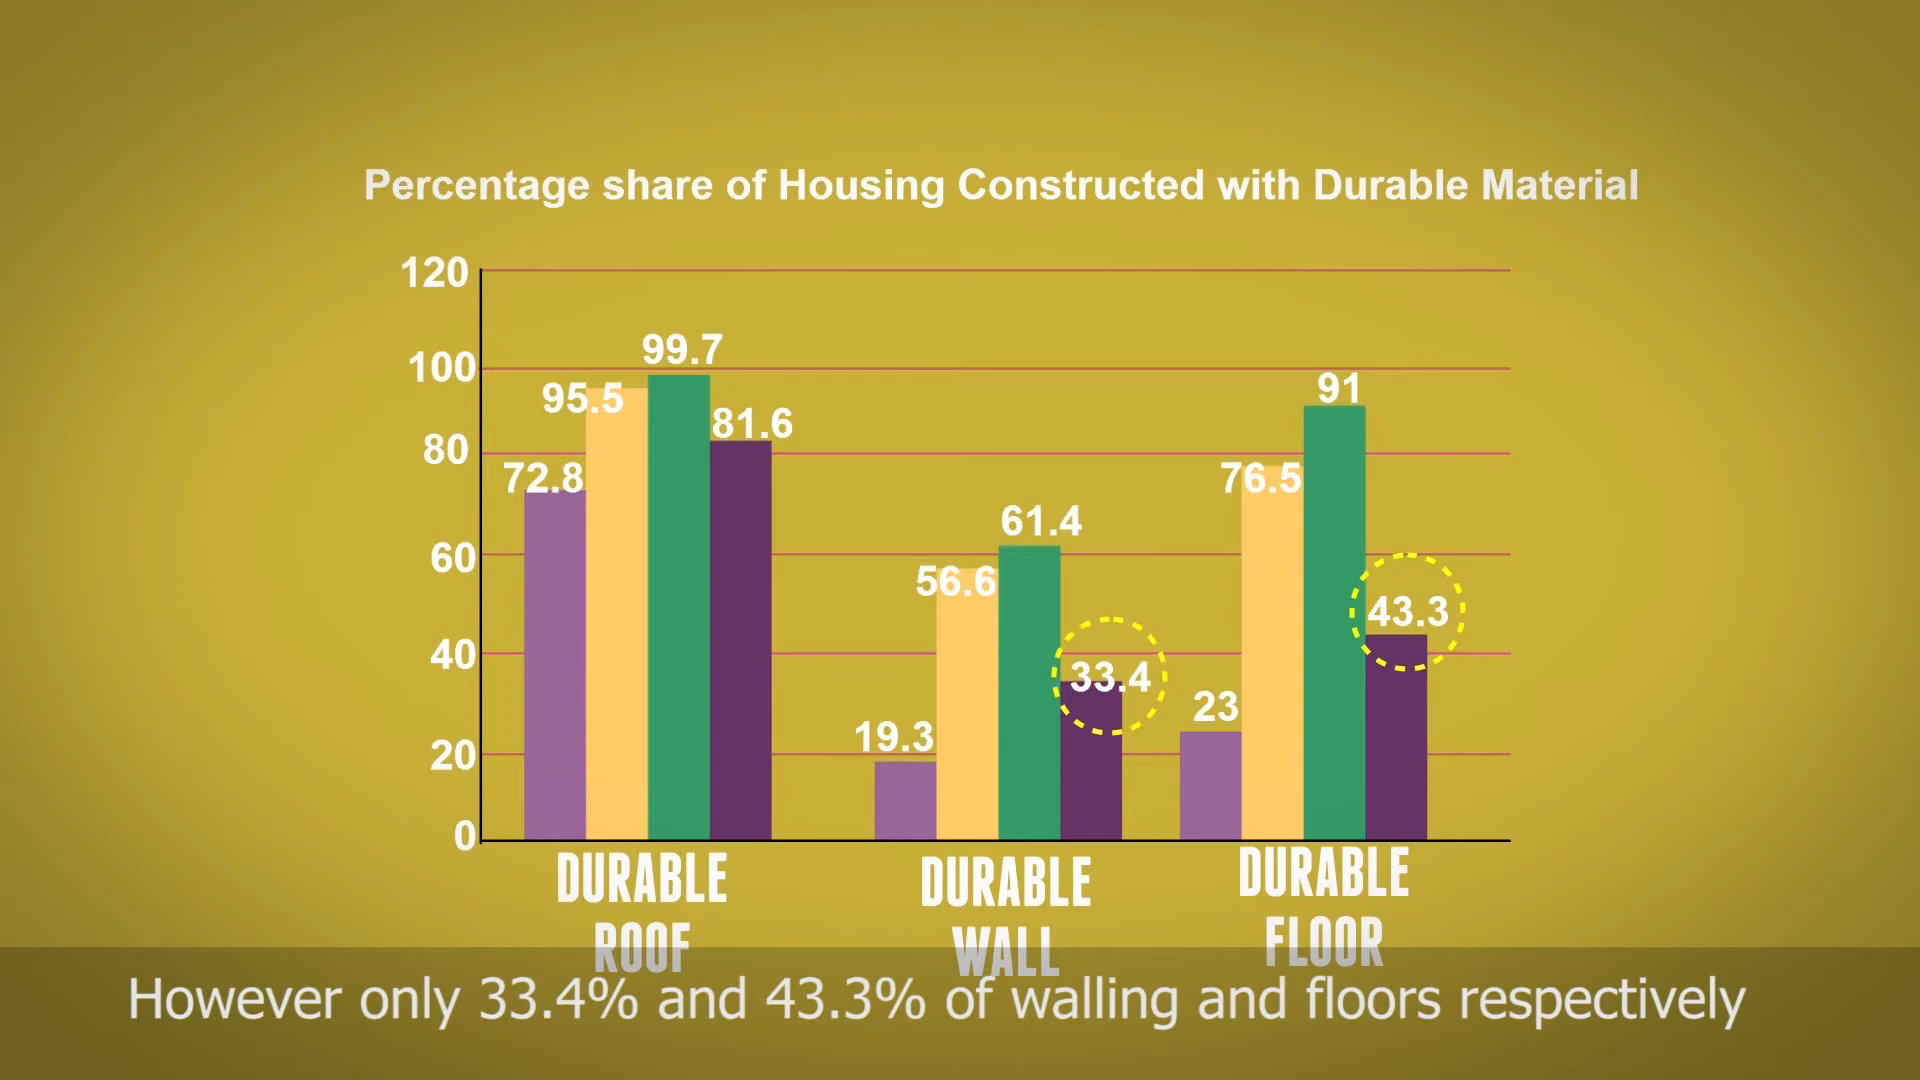 Percentage share of Housing Constructed with Durable Material
120
100
80
60
40
20
0
72.8
95.5
99.7
81.6
19.3
56.6
61.4
33.4
23
76.5
91
43.3
DURABLE
ROOF
DURABLE
WALL
DURABLE
FLOOR
However only 33.4% and 43.3% of walling and floors respectively